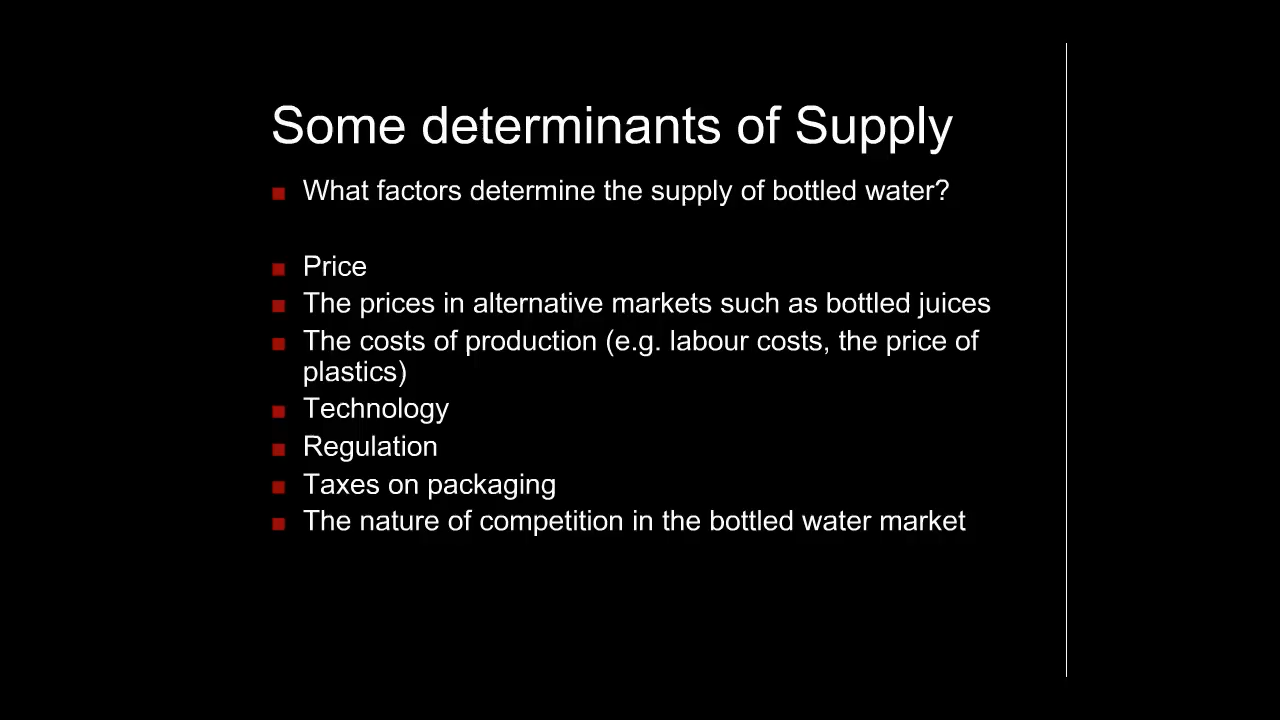 Some determinants of Supply
What factors determine the supply of bottled water?
Price
The prices in alternative markets such as bottled juices
The costs of production (e.g. labour costs, the price of
plastics)
Technology
Regulation
Taxes on packaging
The nature of competition in the bottled water market